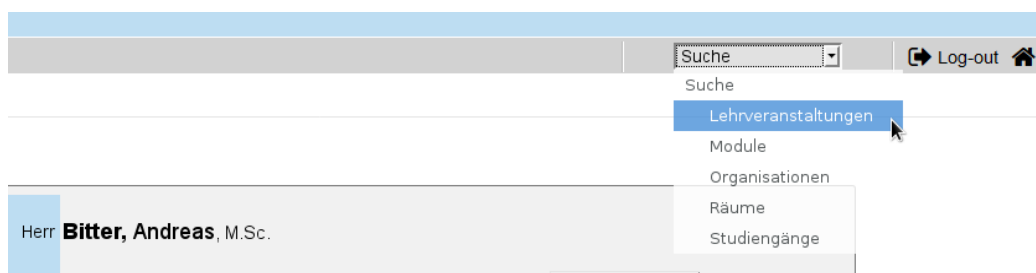 Suche Log-out
Suche
Lehrveranstaltungen
Module
Organisationen
Räume
Herr Bitter, Andreas, M.Sc.
Studiengänge